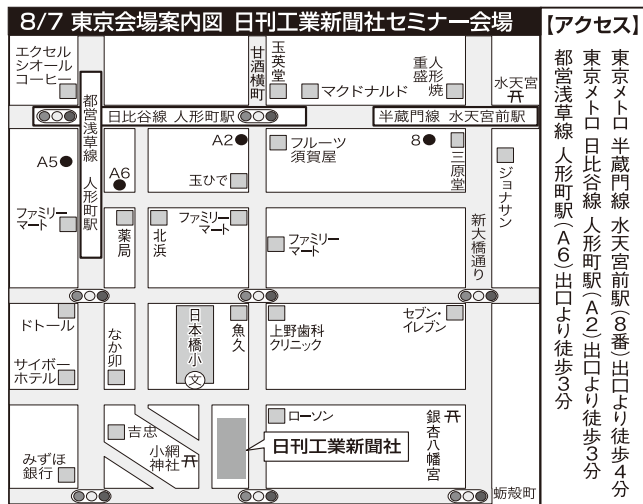 8/7 東京会場案内図 日刊工業新聞社セミナー会場
【アクセス】
東京メトロ 半蔵門線 水天宮前駅(8番)出口より徒歩4分
東京メトロ 日比谷線 人形町駅(A2)出口より徒歩3分
都営浅草線 人形町駅(A6)出口より徒歩3分
エクセル
シオール
コーヒー
甘酒横町
玉英堂
マクドナルド
人形焼
重盛
水天宮
都営浅草線 人形町駅
日比谷線 人形町駅
半蔵門線 水天宮前駅
A5
A6
A2
フルーツ
須賀屋
8
三原堂
ジョナサン
玉ひで
ファミリー
マート
薬局
北浜
ファミリー
マート
ファミリー
マート
新大橋通り
ドトール
なか卯
日本橋小
文
魚久
上野歯科
クリニック
セブン・
イレブン
サイボー
ホテル
吉忠
小網
神社
ローソン
銀杏八幡宮
日刊工業新聞社
みずほ
銀行
蛎殻町